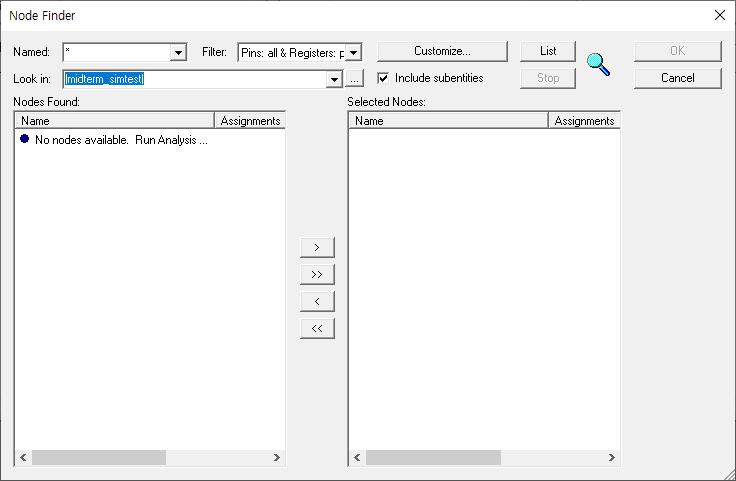 Node Finder
Named: * Filter: Pins: all & Registers: p Customize... List OK
Look in: |midterm_simtest| ... Include subentities Stop Cancel
Nodes Found: Selected Nodes:
Name Assignments Name Assignments
No nodes available. Run Analysis ...
>
>>
<
<<